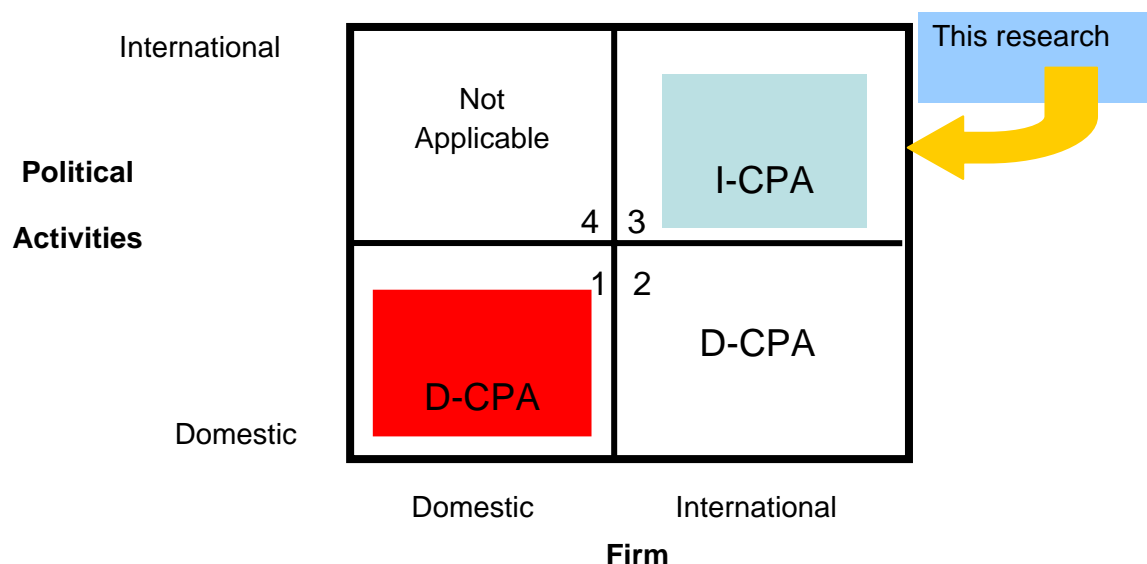 International
This research
Not
Applicable
Political
Activities
I-CPA
4
3
1
2
D-CPA
D-CPA
Domestic
Domestic
International
Firm